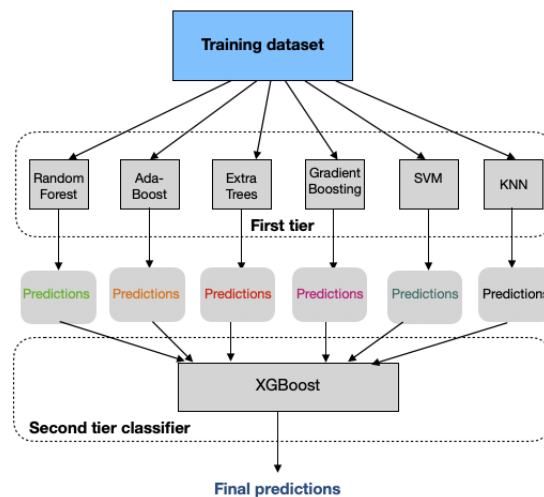 Training dataset
Random
Forest
Ada-
Boost
Extra
Trees
Gradient
Boosting
SVM
KNN
First tier
Predictions
Predictions
Predictions
Predictions
Predictions
Predictions
XGBoost
Second tier classifier
Final predictions